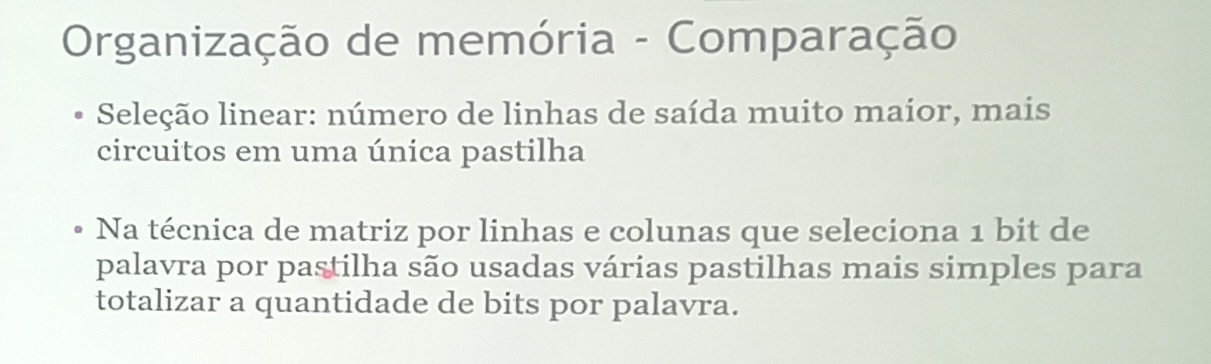 Organização de memória - Comparação
• Seleção linear: número de linhas de saída muito maior, mais
circuitos em uma única pastilha
• Na técnica de matriz por linhas e colunas que seleciona 1 bit de
palavra por pastilha são usadas várias pastilhas mais simples para
totalizar a quantidade de bits por palavra.